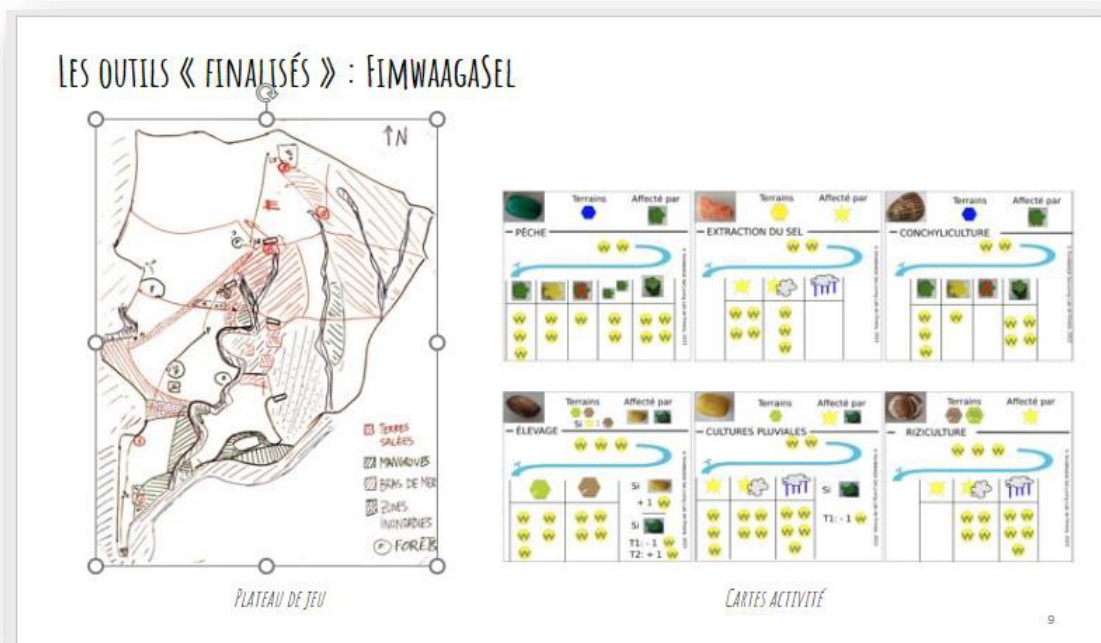 LES OUTILS « FINALISÉS » : FIMWAAGASEL
↑N
TERRES
SALÉES
MANGROVES
BRAS DE MER
ZONES
INONDABLES
FORÊTS
PLATEAU DE JEU
Terrains Affecté par
PÊCHE
Terrains Affecté par
EXTRACTION DU SEL
Terrains Affecté par
CONCHYLICULTURE
Terrains Affecté par
Si
ÉLEVAGE
Si
+ 1
Si
T1: - 1
T2: + 1
Terrains Affecté par
CULTURES PLUVIALES
Si
T1: - 1
Terrains Affecté par
RIZICULTURE
CARTES ACTIVITÉ
9